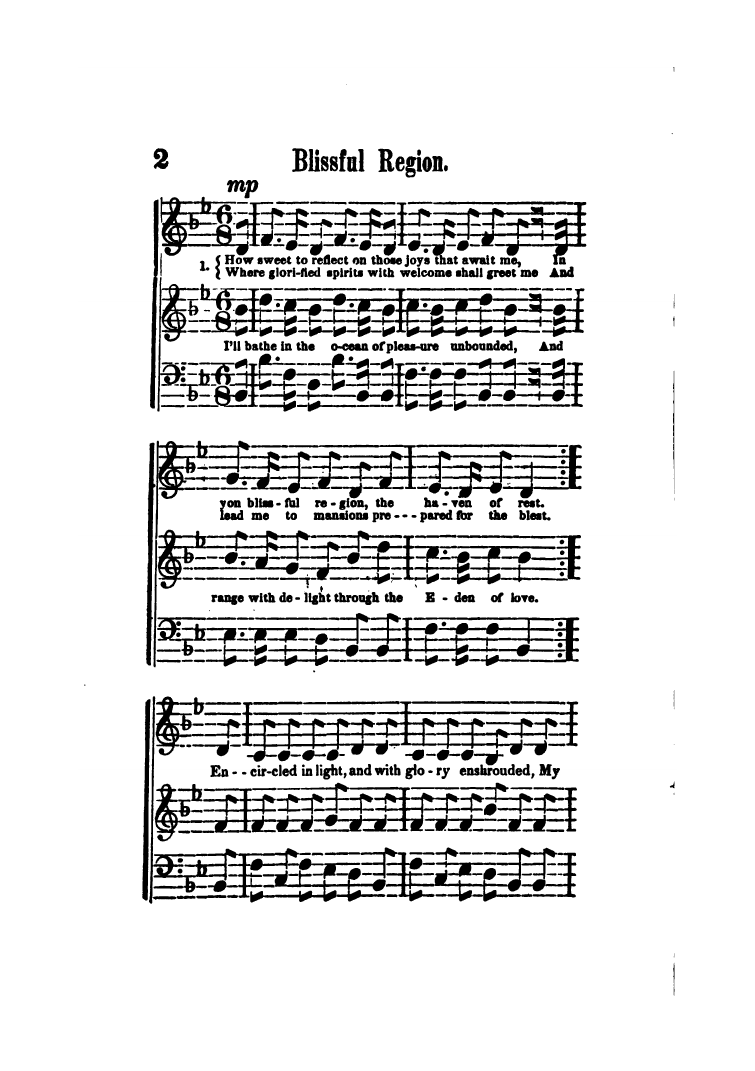 2
Blissful Region.
mp
1. { How sweet to reflect on those joys that await me, In
{ Where glori-fied spirits with welcome shall greet me And
I'll bathe in the o-cean of pleas-ure unbounded, And
yon bliss - ful re - gion, the ha - ven of rest.
lead me to mansions pre - - - pared for the blest.
range with de - light through the E - den of love.
En - - cir-cled in light, and with glo - ry enshrouded, My